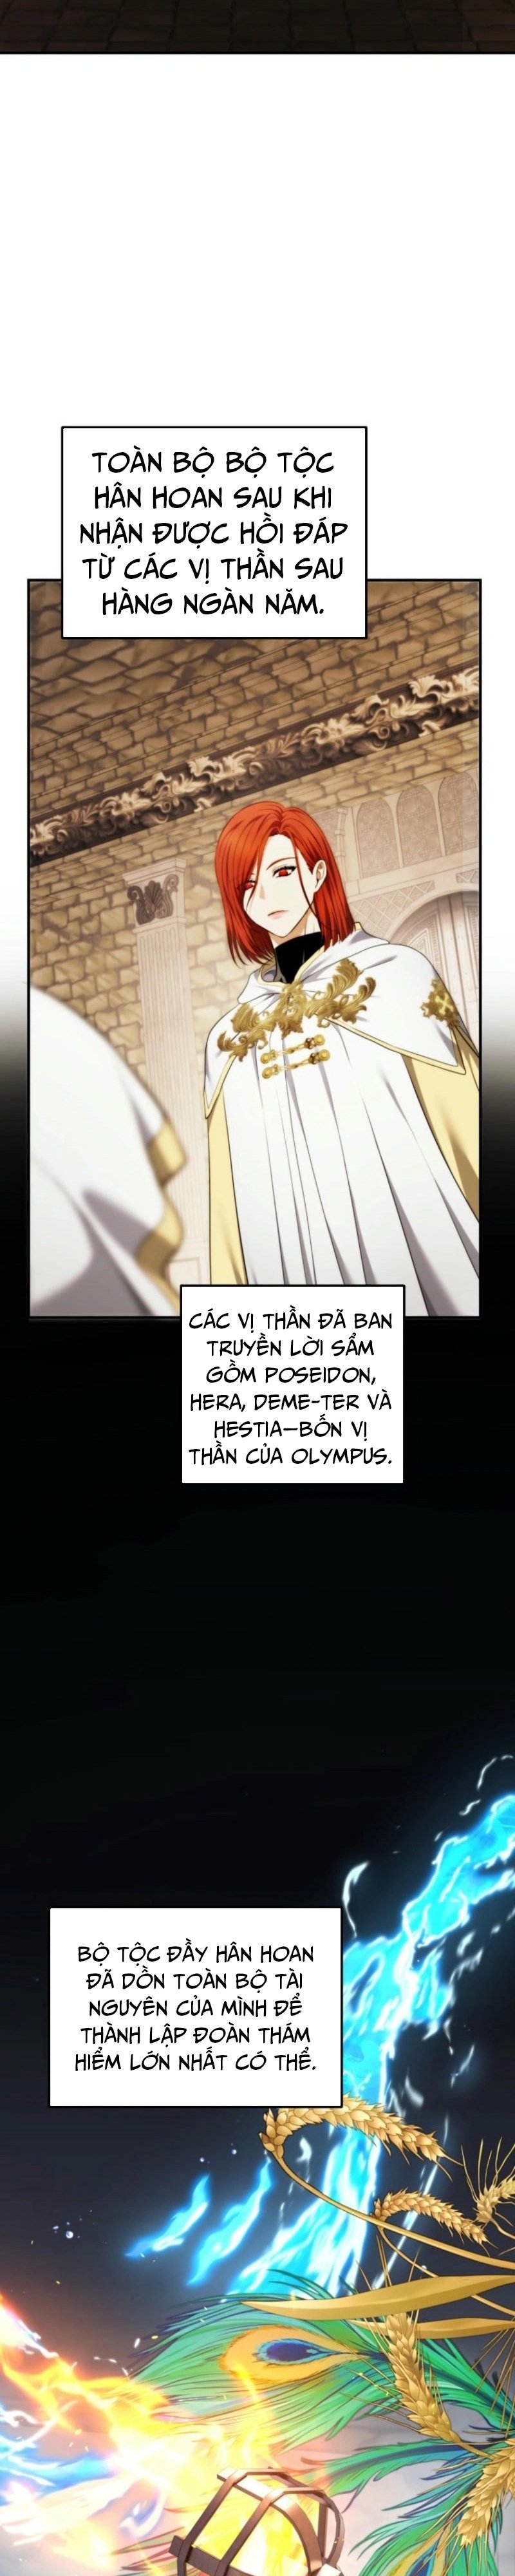 TOÀN BỘ BỘ TỘC
HÂN HOAN SAU KHI
NHẬN ĐƯỢC HỒI ĐÁP
TỪ CÁC VỊ THẦN SAU
HÀNG NGÀN NĂM.
CÁC VỊ THẦN ĐÃ BAN
TRUYỀN LỜI SẤM
GỒM POSEIDON,
HERA, DEME-TER VÀ
HESTIA—BỐN VỊ
THẦN CỦA OLYMPUS.
BỘ TỘC ĐẦY HÂN HOAN
ĐÃ DỒN TOÀN BỘ TÀI
NGUYÊN CỦA MÌNH ĐỂ
THÀNH LẬP ĐOÀN THÁM
HIỂM LỚN NHẤT CÓ THỂ.